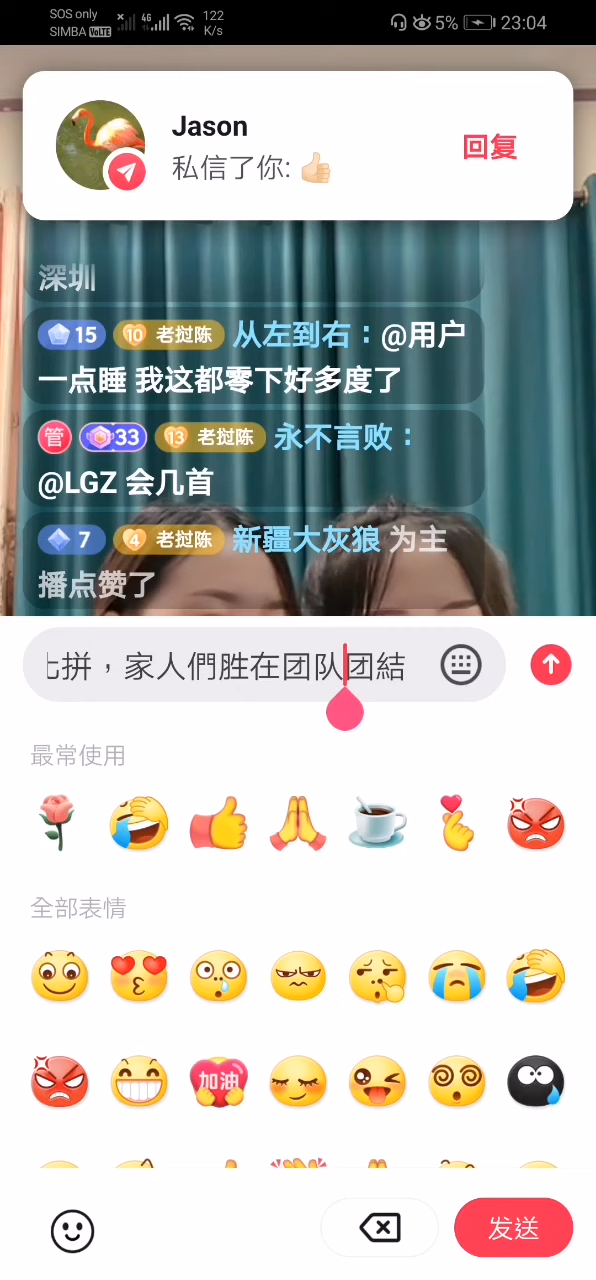 SOS only
SIMBA VoLTE
4G
122
K/s
5%
23:04
Jason
私信了你:
回复
深圳
15 10 老挝陈 从左到右：@用户
一点睡 我这都零下好多度了
管 33 13 老挝陈 永不言败：
@LGZ 会几首
7 4 老挝陈 新疆大灰狼 为主
播点赞了
拼，家人們胜在团队团結
最常使用
全部表情
加油
发送